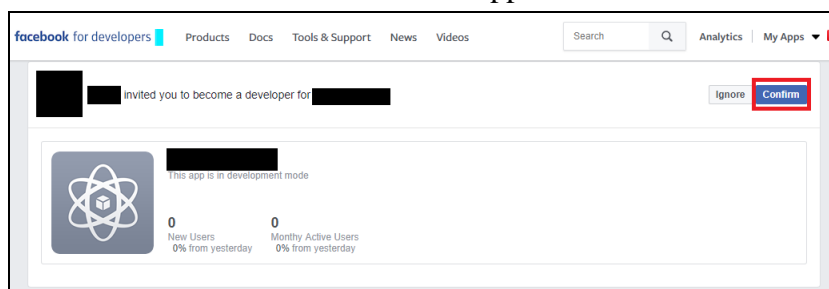 App
facebook for developers Products Docs Tools & Support News Videos Search Analytics My Apps
invited you to become a developer for
Ignore Confirm
This app is in development mode
0 0
New Users Monthy Active Users
0% from yesterday 0% from yesterday